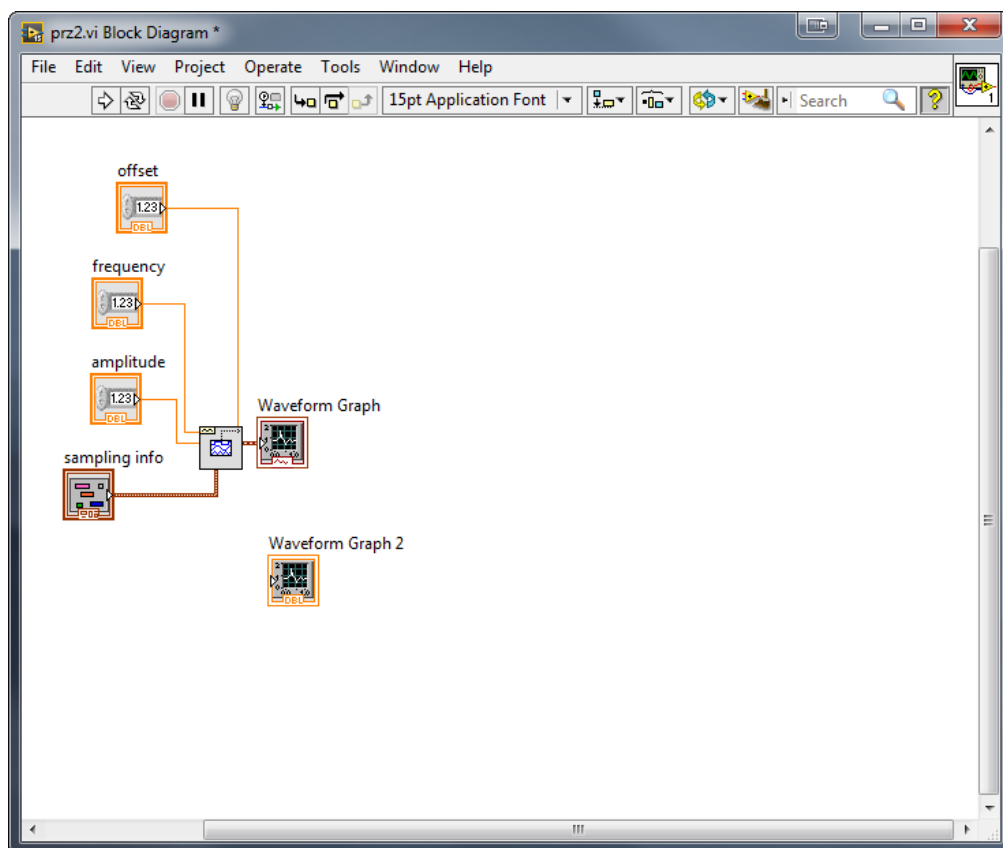 prz2.vi Block Diagram *
File Edit View Project Operate Tools Window Help
15pt Application Font Search
1
offset
1.23
DBL
frequency
1.23
DBL
amplitude
1.23
DBL
Waveform Graph
sampling info
Waveform Graph 2
DBL